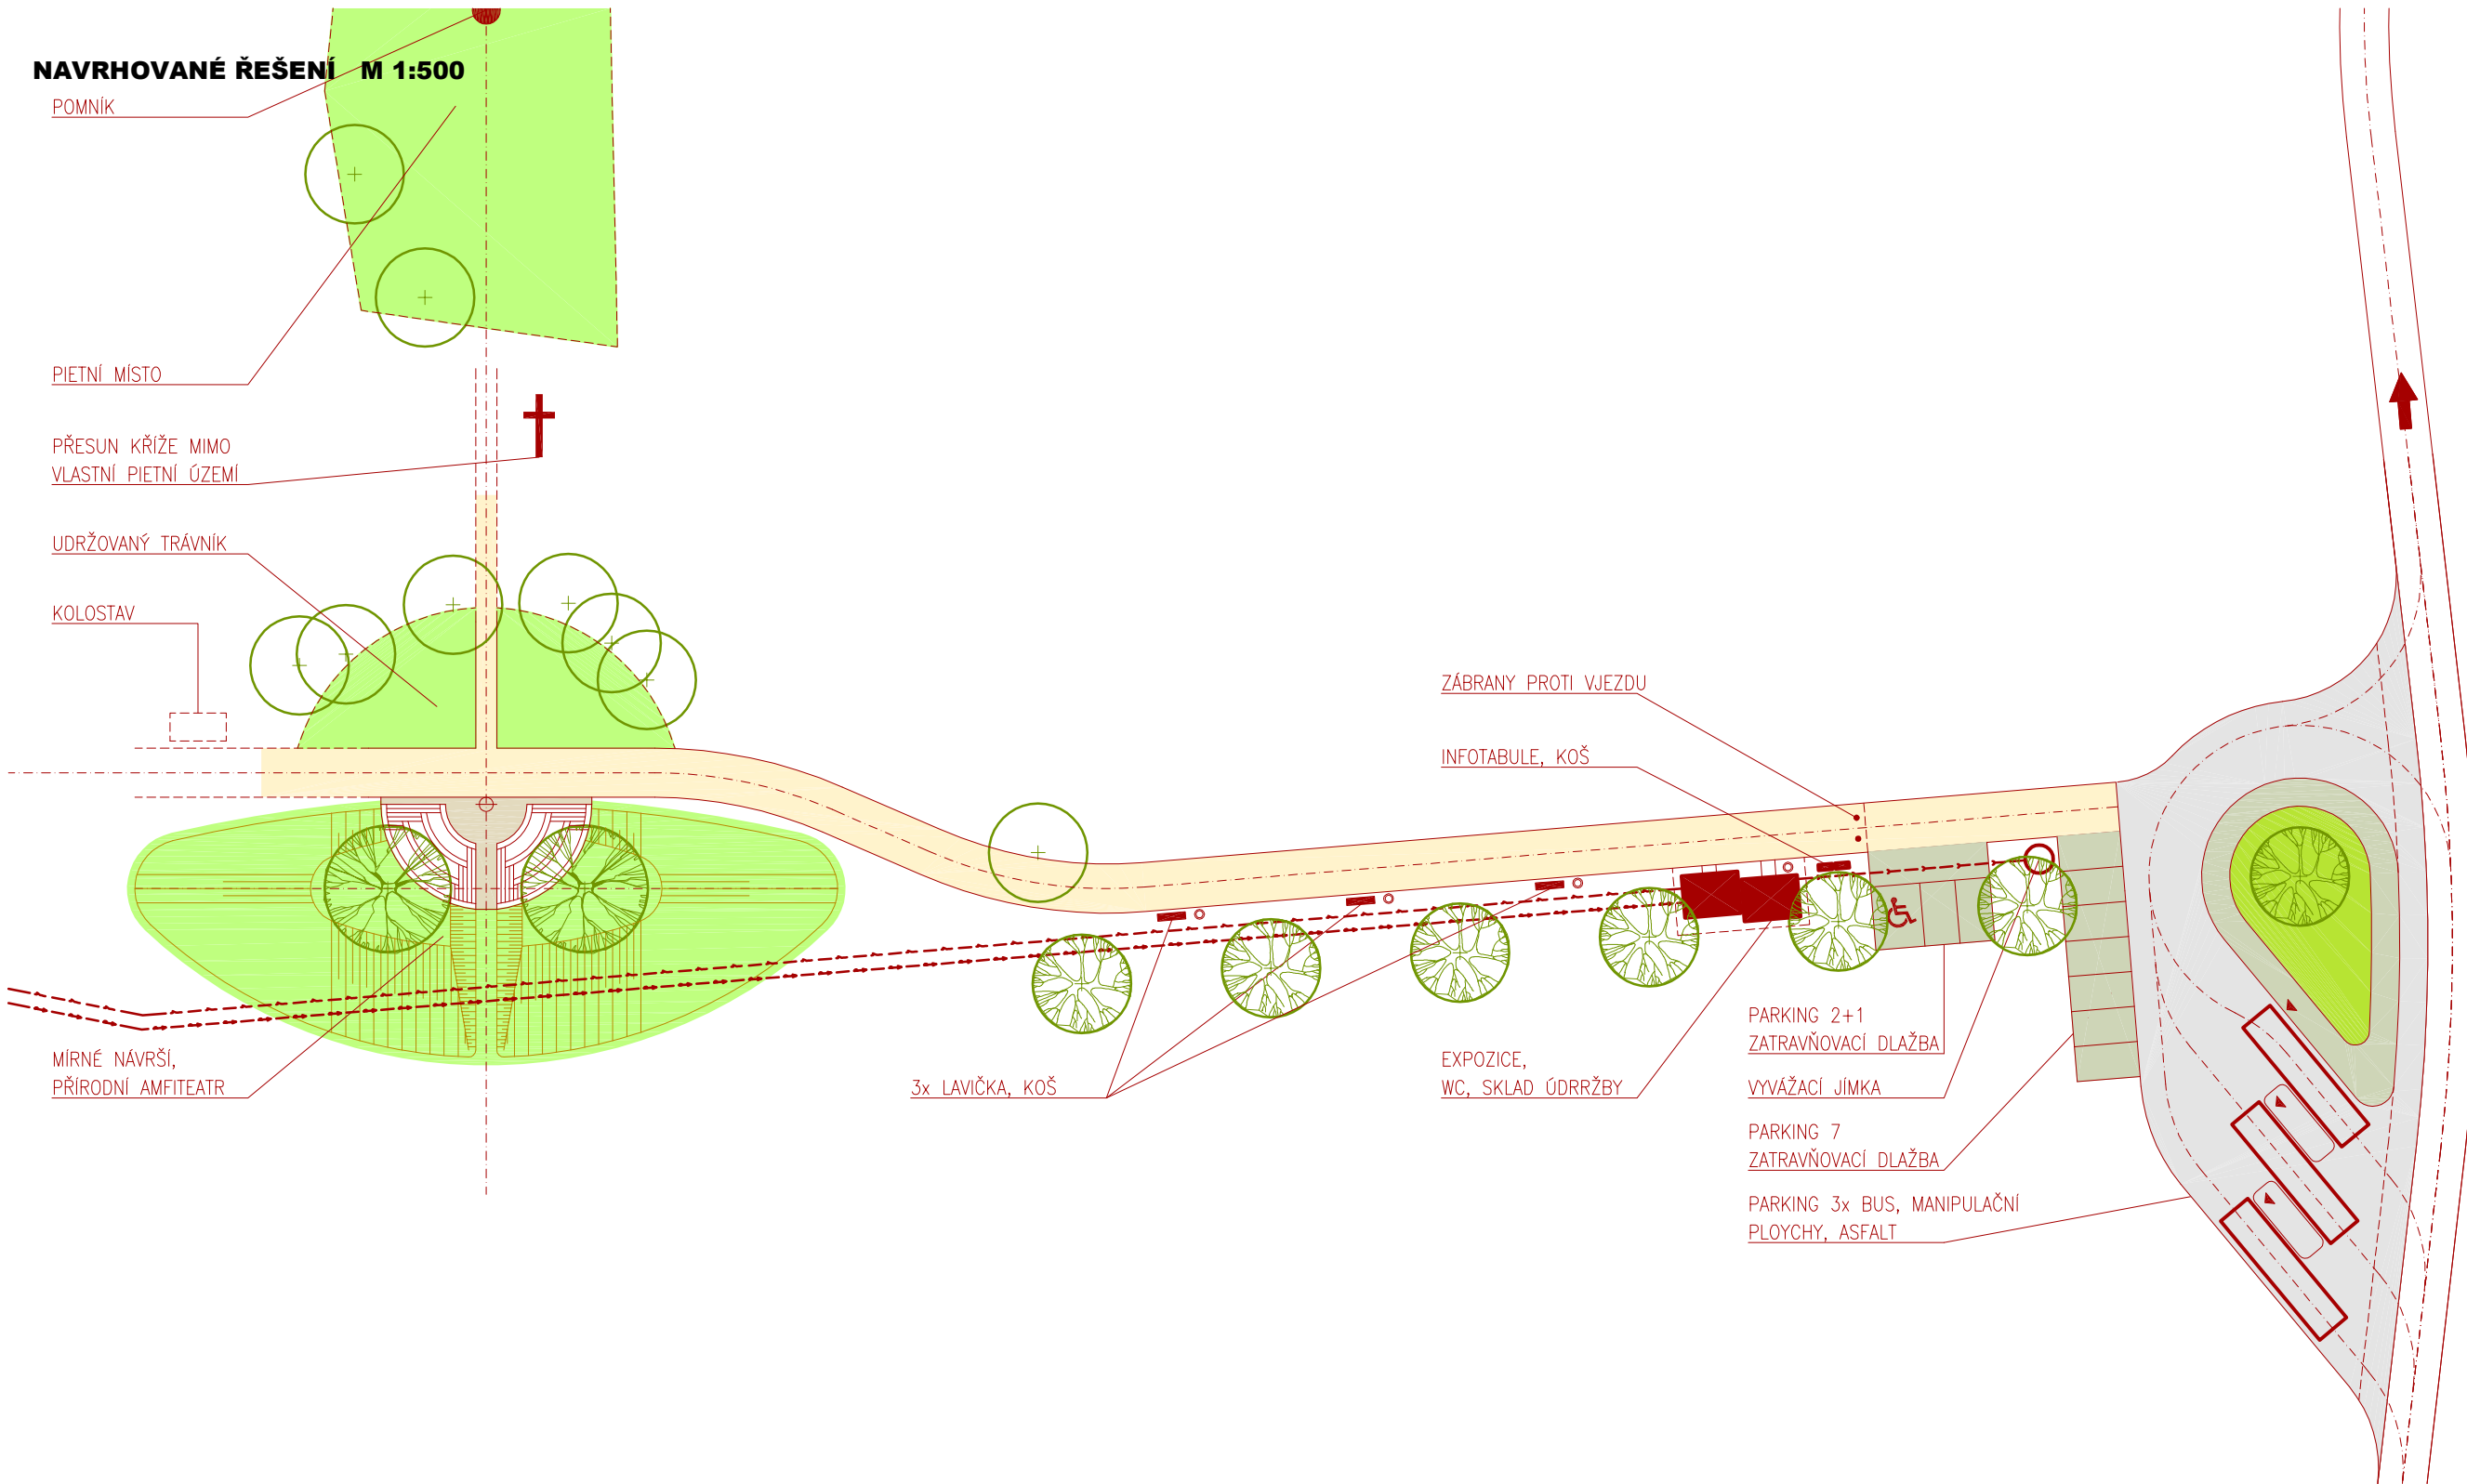 NAVRHOVANÉ ŘEŠENÍ M 1:500
POMNÍK
PIETNÍ MÍSTO
PŘESUN KŘÍŽE MIMO
VLASTNÍ PIETNÍ ÚZEMÍ
UDRŽOVANÝ TRÁVNÍK
KOLOSTAV
MÍRNÉ NÁVRŠÍ,
PŘÍRODNÍ AMFITEATR
3x LAVIČKA, KOŠ
ZÁBRANY PROTI VJEZDU
INFOTABULE, KOŠ
EXPOZICE,
WC, SKLAD ÚDRRŽBY
PARKING 2+1
ZATRAVŇOVACÍ DLAŽBA
VYVÁŽACÍ JÍMKA
PARKING 7
ZATRAVŇOVACÍ DLAŽBA
PARKING 3x BUS, MANIPULAČNÍ
PLOYCHY, ASFALT